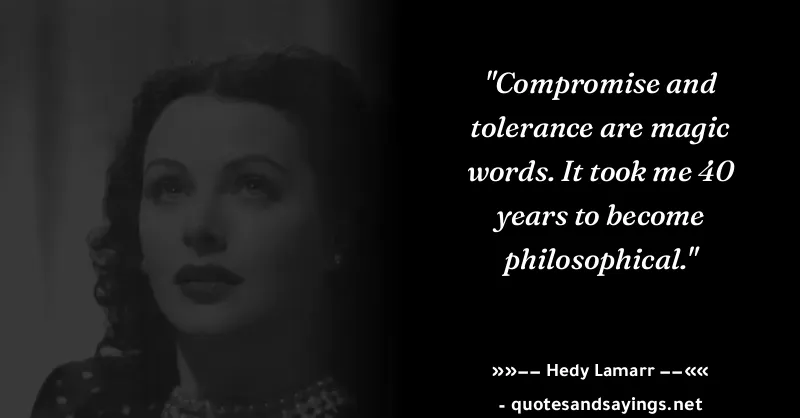 "Compromise and
tolerance are magic
words. It took me 40
years to become
philosophical."
»»–– Hedy Lamarr ––««
- quotesandsayings.net